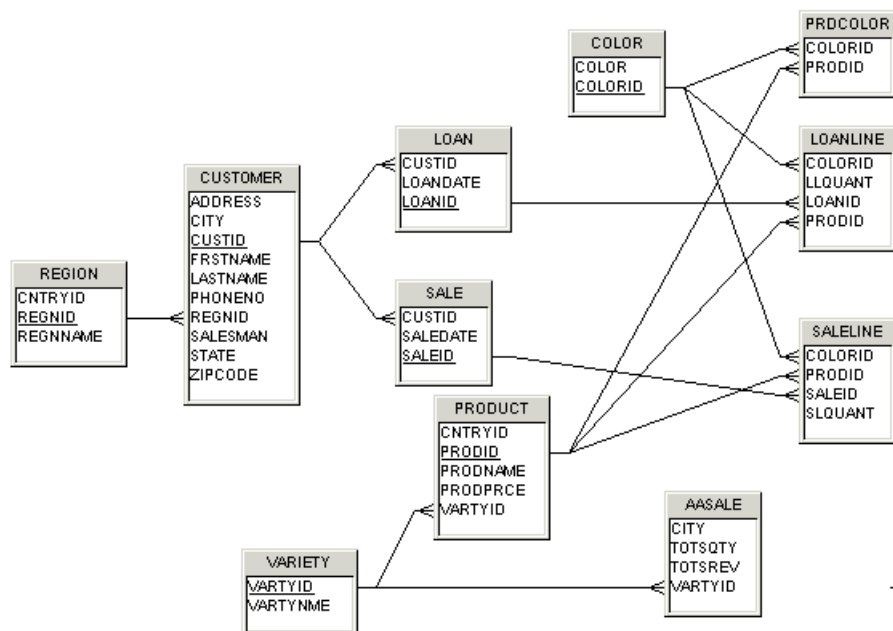 PRDCOLOR
COLORID
PRODID
COLOR
COLOR
COLORID
LOAN
CUSTID
LOANDATE
LOANID
LOANLINE
COLORID
LLQUANT
LOANID
PRODID
CUSTOMER
ADDRESS
CITY
CUSTID
FRSTNAME
LASTNAME
PHONENO
REGNID
SALESMAN
STATE
ZIPCODE
REGION
CNTRYID
REGNID
REGNNAME
SALE
CUSTID
SALEDATE
SALEID
SALELINE
COLORID
PRODID
SALEID
SLQUANT
PRODUCT
CNTRYID
PRODID
PRODNAME
PRODPRCE
VARTYID
AASALE
CITY
TOTSQTY
TOTSREV
VARTYID
VARIETY
VARTYID
VARTYNME